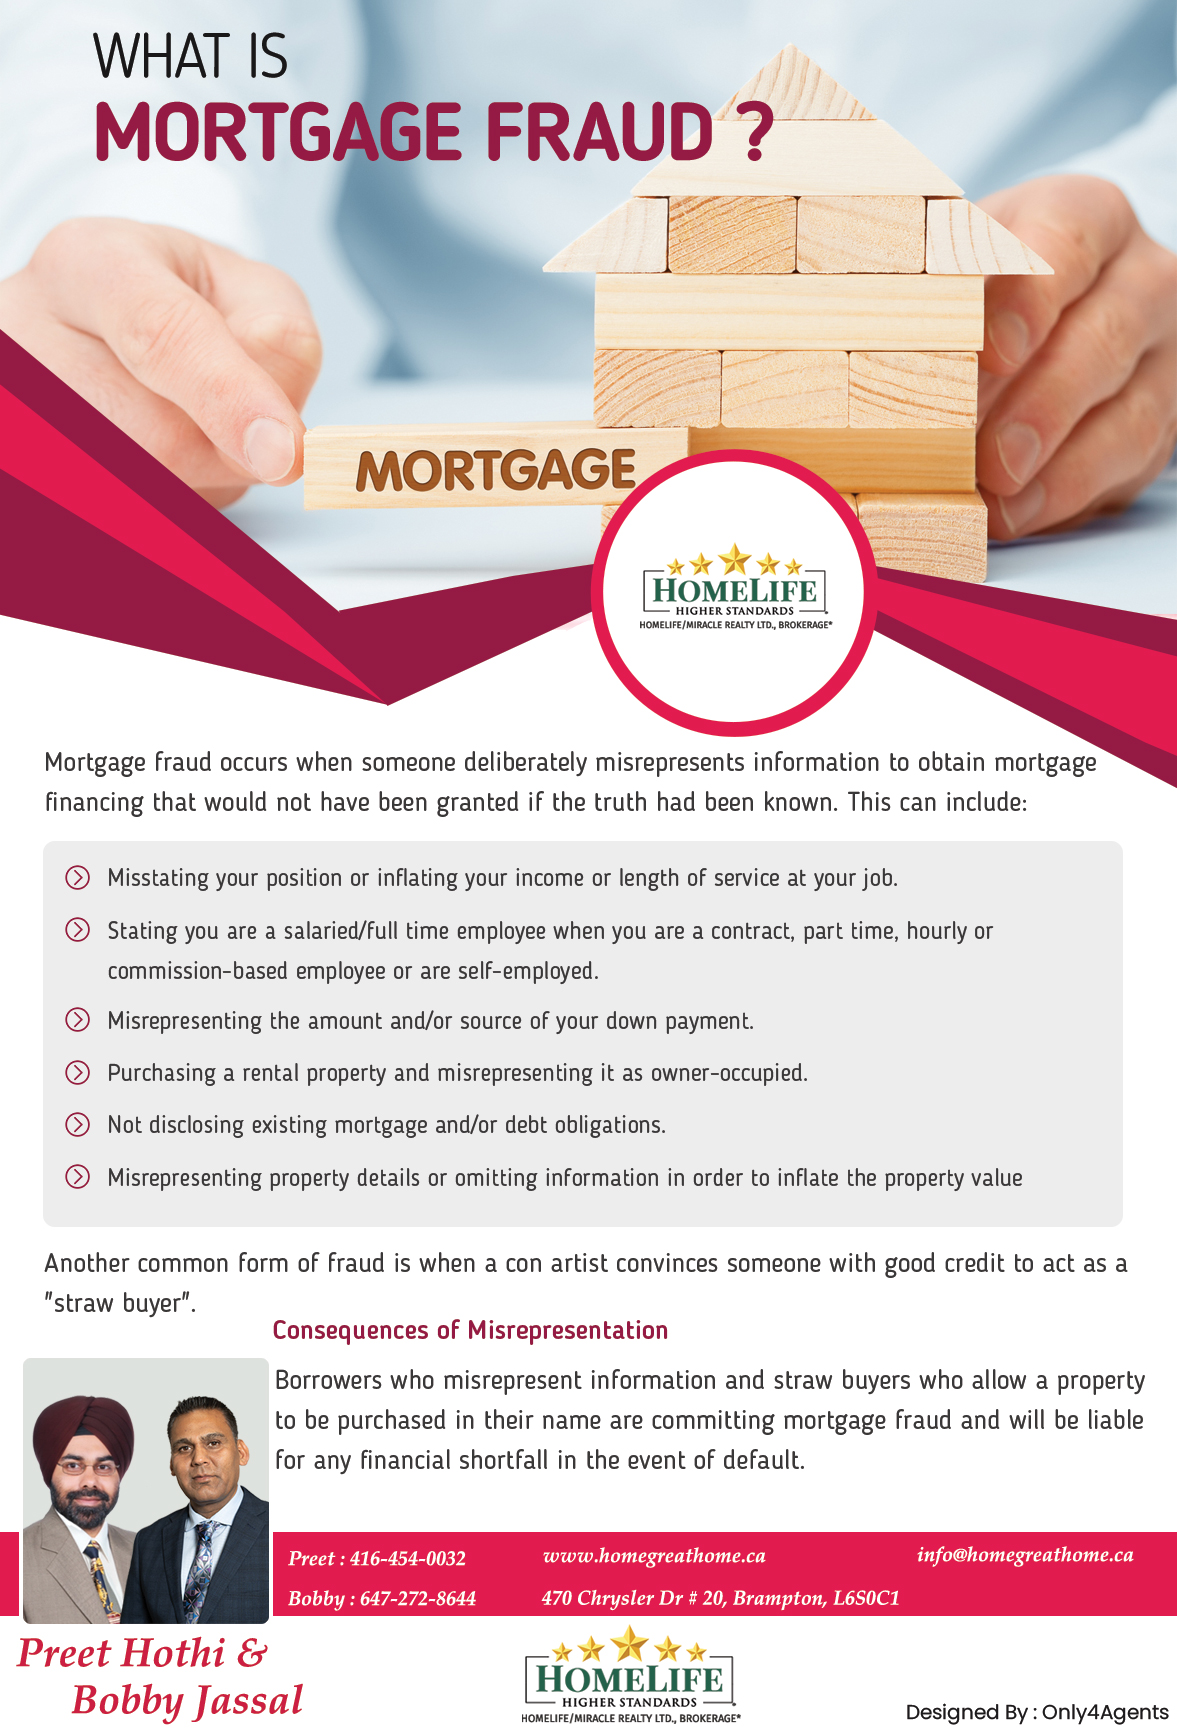 WHAT IS
MORTGAGE FRAUD ?
MORTGAGE
HOMELIFE
HIGHER STANDARDS
HOMELIFE/MIRACLE REALTY LTD., BROKERAGE*
Mortgage fraud occurs when someone deliberately misrepresents information to obtain mortgage
financing that would not have been granted if the truth had been known. This can include:
Misstating your position or inflating your income or length of service at your job.
Stating you are a salaried/full time employee when you are a contract, part time, hourly or
commission-based employee or are self-employed.
Misrepresenting the amount and/or source of your down payment.
Purchasing a rental property and misrepresenting it as owner-occupied.
Not disclosing existing mortgage and/or debt obligations.
Misrepresenting property details or omitting information in order to inflate the property value
Another common form of fraud is when a con artist convinces someone with good credit to act as a
"straw buyer".
Consequences of Misrepresentation
Borrowers who misrepresent information and straw buyers who allow a property
to be purchased in their name are committing mortgage fraud and will be liable
for any financial shortfall in the event of default.
Preet : 416-454-0032
www.homegreathome.ca
info@homegreathome.ca
Bobby : 647-272-8644
470 Chrysler Dr # 20, Brampton, L6S0C1
Preet Hothi &
Bobby Jassal
HOMELIFE
HIGHER STANDARDS
HOMELIFE/MIRACLE REALTY LTD., BROKERAGE*
Designed By : Only4Agents